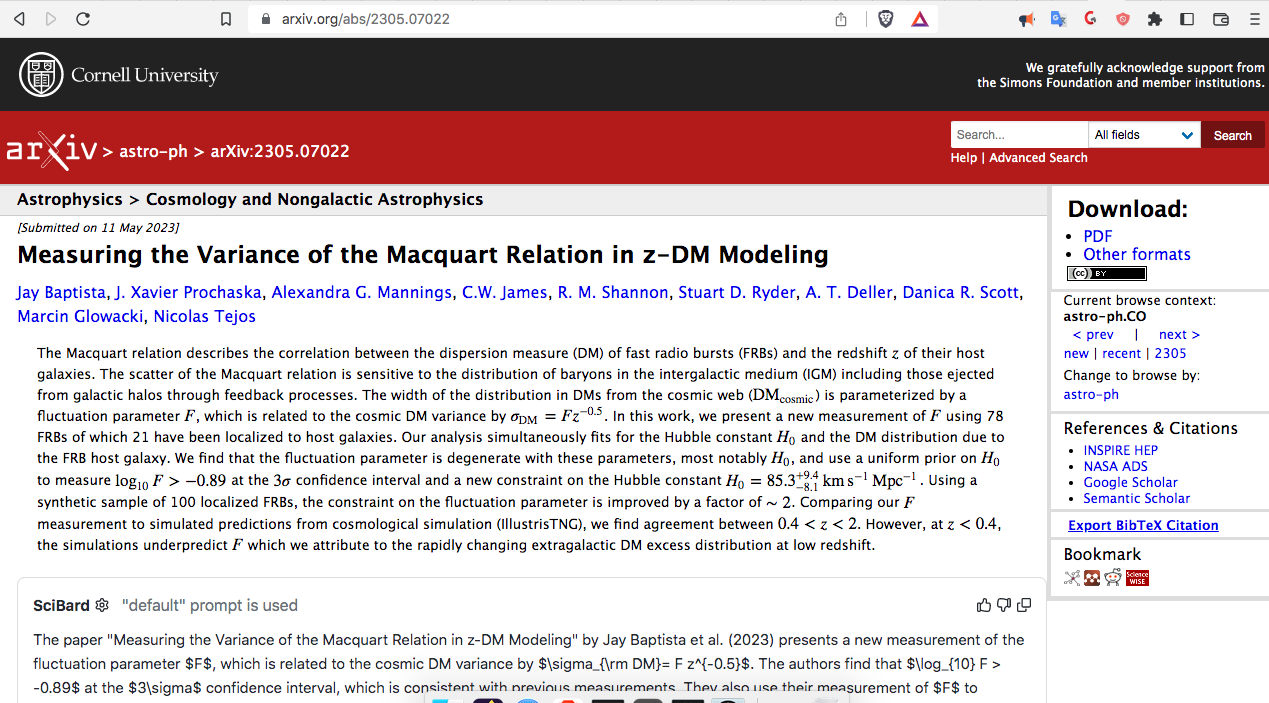 arxiv.org/abs/2305.07022
Cornell University
We gratefully acknowledge support from
the Simons Foundation and member institutions.
arXiv > astro-ph > arXiv:2305.07022
Search...
All fields
Search
Help | Advanced Search
Astrophysics > Cosmology and Nongalactic Astrophysics
[Submitted on 11 May 2023]
Measuring the Variance of the Macquart Relation in z-DM Modeling
Jay Baptista, J. Xavier Prochaska, Alexandra G. Mannings, C.W. James, R. M. Shannon, Stuart D. Ryder, A. T. Deller, Danica R. Scott,
Marcin Glowacki, Nicolas Tejos
The Macquart relation describes the correlation between the dispersion measure (DM) of fast radio bursts (FRBs) and the redshift z of their host
galaxies. The scatter of the Macquart relation is sensitive to the distribution of baryons in the intergalactic medium (IGM) including those ejected
from galactic halos through feedback processes. The width of the distribution in DMs from the cosmic web (DM_cosmic) is parameterized by a
fluctuation parameter F, which is related to the cosmic DM variance by σ_DM = Fz^−0.5. In this work, we present a new measurement of F using 78
FRBs of which 21 have been localized to host galaxies. Our analysis simultaneously fits for the Hubble constant H_0 and the DM distribution due to
the FRB host galaxy. We find that the fluctuation parameter is degenerate with these parameters, most notably H_0, and use a uniform prior on H_0
to measure log_10 F > −0.89 at the 3σ confidence interval and a new constraint on the Hubble constant H_0 = 85.3^+9.4_−8.1 km s^−1 Mpc^−1. Using a
synthetic sample of 100 localized FRBs, the constraint on the fluctuation parameter is improved by a factor of ∼ 2. Comparing our F
measurement to simulated predictions from cosmological simulation (IllustrisTNG), we find agreement between 0.4 < z < 2. However, at z < 0.4,
the simulations underpredict F which we attribute to the rapidly changing extragalactic DM excess distribution at low redshift.
SciBard "default" prompt is used
The paper "Measuring the Variance of the Macquart Relation in z-DM Modeling" by Jay Baptista et al. (2023) presents a new measurement of the
fluctuation parameter $F$, which is related to the cosmic DM variance by $\sigma_{\rm DM}= F z^{-0.5}$. The authors find that $\log_{10} F >
-0.89$ at the $3\sigma$ confidence interval, which is consistent with previous measurements. They also use their measurement of $F$ to
Download:
PDF
Other formats
(cc) BY
Current browse context:
astro-ph.CO
< prev | next >
new | recent | 2305
Change to browse by:
astro-ph
References & Citations
INSPIRE HEP
NASA ADS
Google Scholar
Semantic Scholar
Export BibTeX Citation
Bookmark
Science
WISE